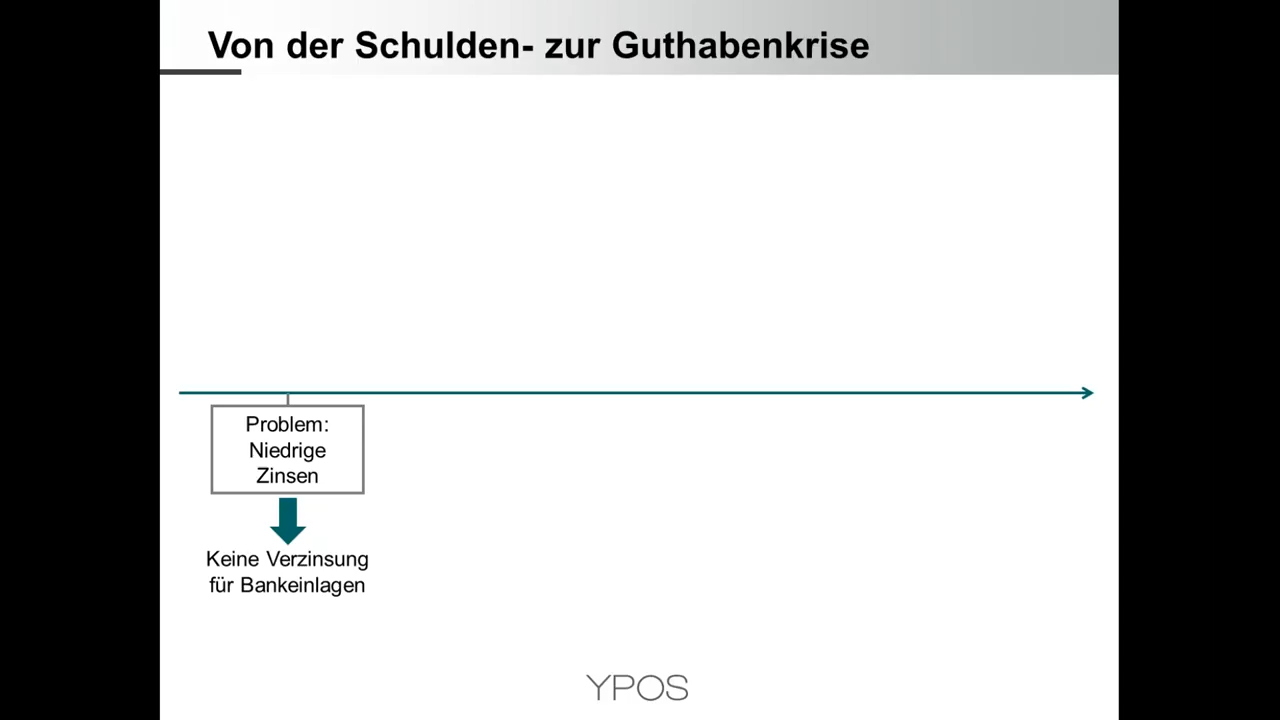 Von der Schulden- zur Guthabenkrise
Problem:
Niedrige
Zinsen
Keine Verzinsung
für Bankeinlagen
YPOS